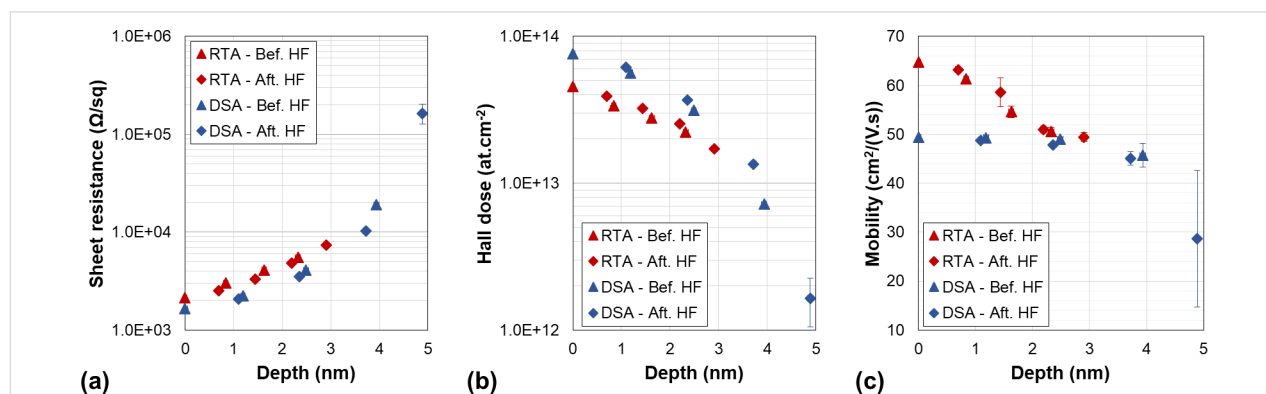 1.0E+06
1.0E+05
1.0E+04
1.0E+03
Sheet resistance (Ω/sq)
RTA - Bef. HF
RTA - Aft. HF
DSA - Bef. HF
DSA - Aft. HF
0 1 2 3 4 5
Depth (nm)
(a)
1.0E+14
1.0E+13
1.0E+12
Hall dose (at.cm-2)
RTA - Bef. HF
RTA - Aft. HF
DSA - Bef. HF
DSA - Aft. HF
0 1 2 3 4 5
Depth (nm)
(b)
70
60
50
40
30
20
10
Mobility (cm2/(V.s))
RTA - Bef. HF
RTA - Aft. HF
DSA - Bef. HF
DSA - Aft. HF
0 1 2 3 4 5
Depth (nm)
(c)